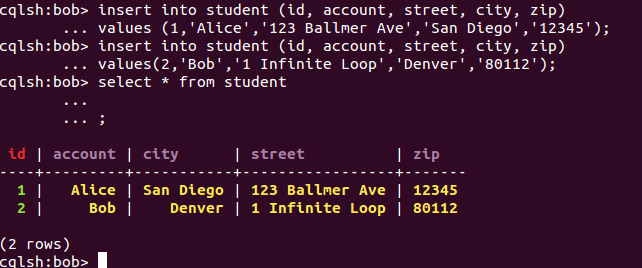 cqlsh:bob> insert into student (id, account, street, city, zip)
       ... values (1,'Alice','123 Ballmer Ave','San Diego','12345');
cqlsh:bob> insert into student (id, account, street, city, zip)
       ... values(2,'Bob','1 Infinite Loop','Denver','80112');
cqlsh:bob> select * from student
       ...
       ... ;
 id | account | city      | street          | zip
----+---------+-----------+-----------------+-------
  1 |   Alice | San Diego | 123 Ballmer Ave | 12345
  2 |     Bob |    Denver | 1 Infinite Loop | 80112
(2 rows)
cqlsh:bob>